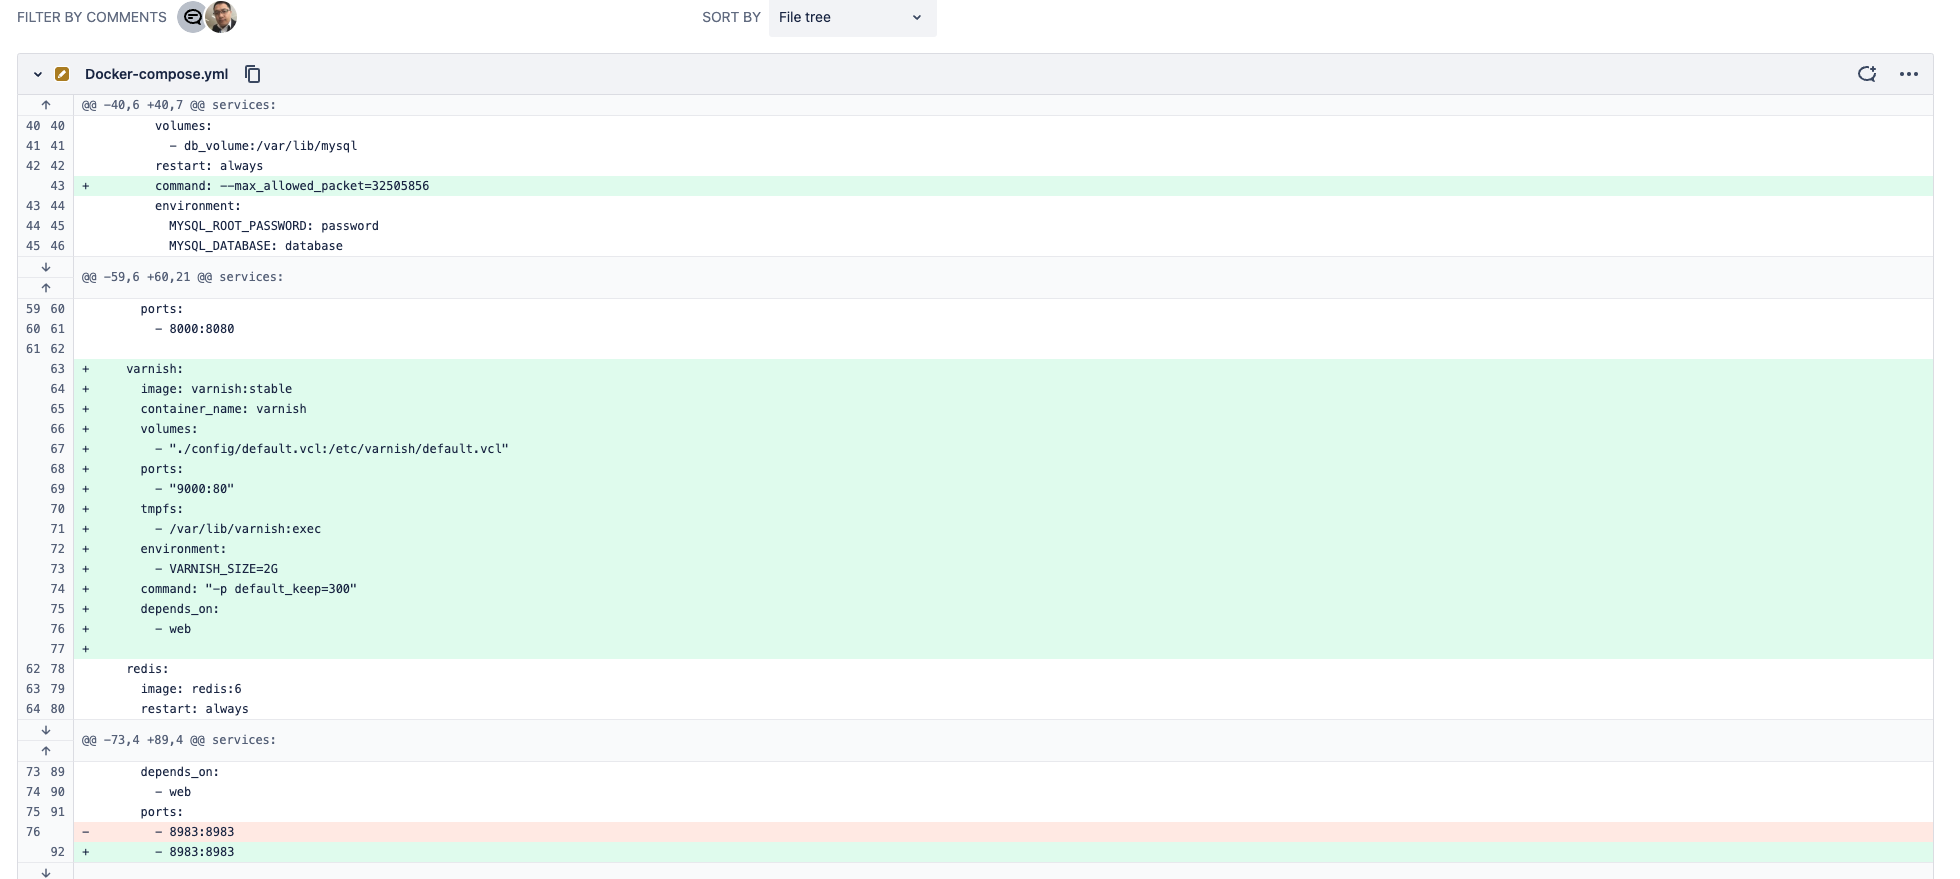 FILTER BY COMMENTS SORT BY File tree
Docker-compose.yml
@@ -40,6 +40,7 @@ services:
40 40 volumes:
41 41 - db_volume:/var/lib/mysql
42 42 restart: always
43 + command: --max_allowed_packet=32505856
43 44 environment:
44 45 MYSQL_ROOT_PASSWORD: password
45 46 MYSQL_DATABASE: database
@@ -59,6 +60,21 @@ services:
59 60 ports:
60 61 - 8000:8080
61 62
63 + varnish:
64 + image: varnish:stable
65 + container_name: varnish
66 + volumes:
67 + - "./config/default.vcl:/etc/varnish/default.vcl"
68 + ports:
69 + - "9000:80"
70 + tmpfs:
71 + - /var/lib/varnish:exec
72 + environment:
73 + - VARNISH_SIZE=2G
74 + command: "-p default_keep=300"
75 + depends_on:
76 + - web
77 +
62 78 redis:
63 79 image: redis:6
64 80 restart: always
@@ -73,4 +89,4 @@ services:
73 89 depends_on:
74 90 - web
75 91 ports:
76 - - 8983:8983
92 + - 8983:8983